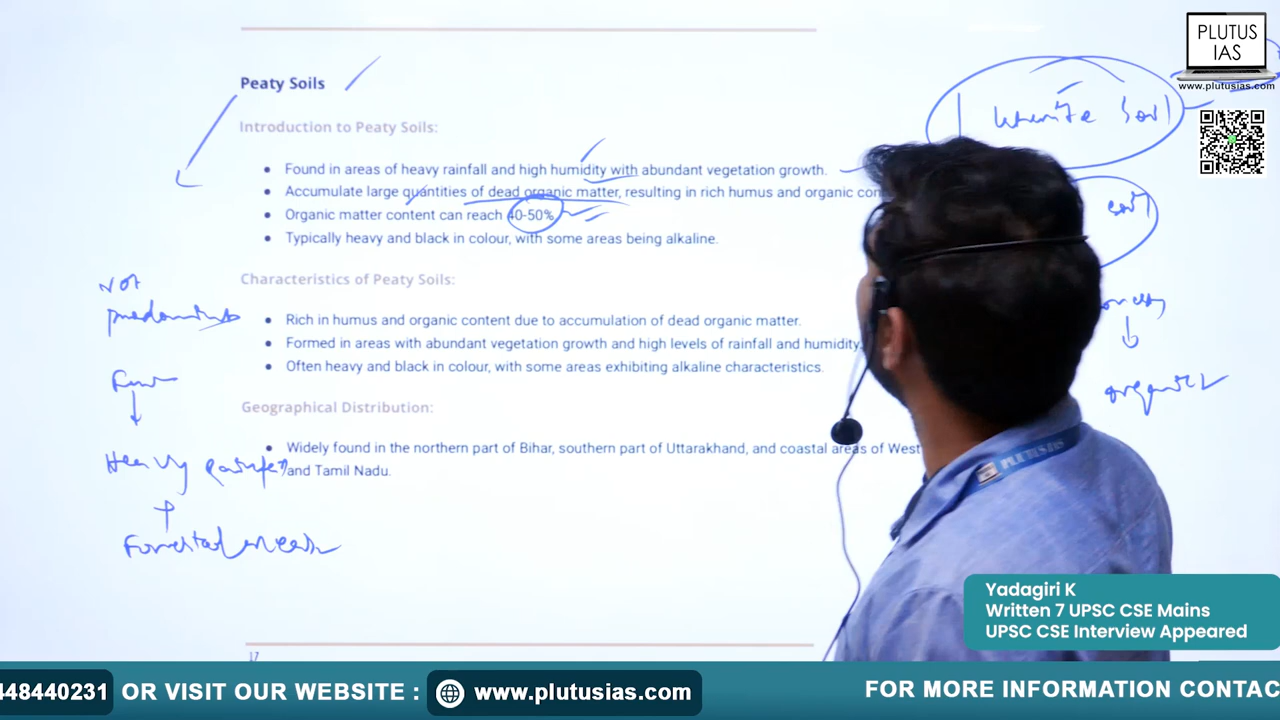 PLUTUS
IAS
www.plutusias.com
Peaty Soils
Introduction to Peaty Soils:
• Found in areas of heavy rainfall and high humidity with abundant vegetation growth.
• Accumulate large quantities of dead organic matter, resulting in rich humus and organic con
• Organic matter content can reach 40-50%
• Typically heavy and black in colour, with some areas being alkaline.
Characteristics of Peaty Soils:
• Rich in humus and organic content due to accumulation of dead organic matter.
• Formed in areas with abundant vegetation growth and high levels of rainfall and humidity.
• Often heavy and black in colour, with some areas exhibiting alkaline characteristics.
Geographical Distribution:
• Widely found in the northern part of Bihar, southern part of Uttarakhand, and coastal areas of West
and Tamil Nadu.
17
Not
Heavy
Forested areas
soil
organic
PLUTUS IAS
Yadagiri K
Written 7 UPSC CSE Mains
UPSC CSE Interview Appeared
448440231 OR VISIT OUR WEBSITE : www.plutusias.com FOR MORE INFORMATION CONTAC